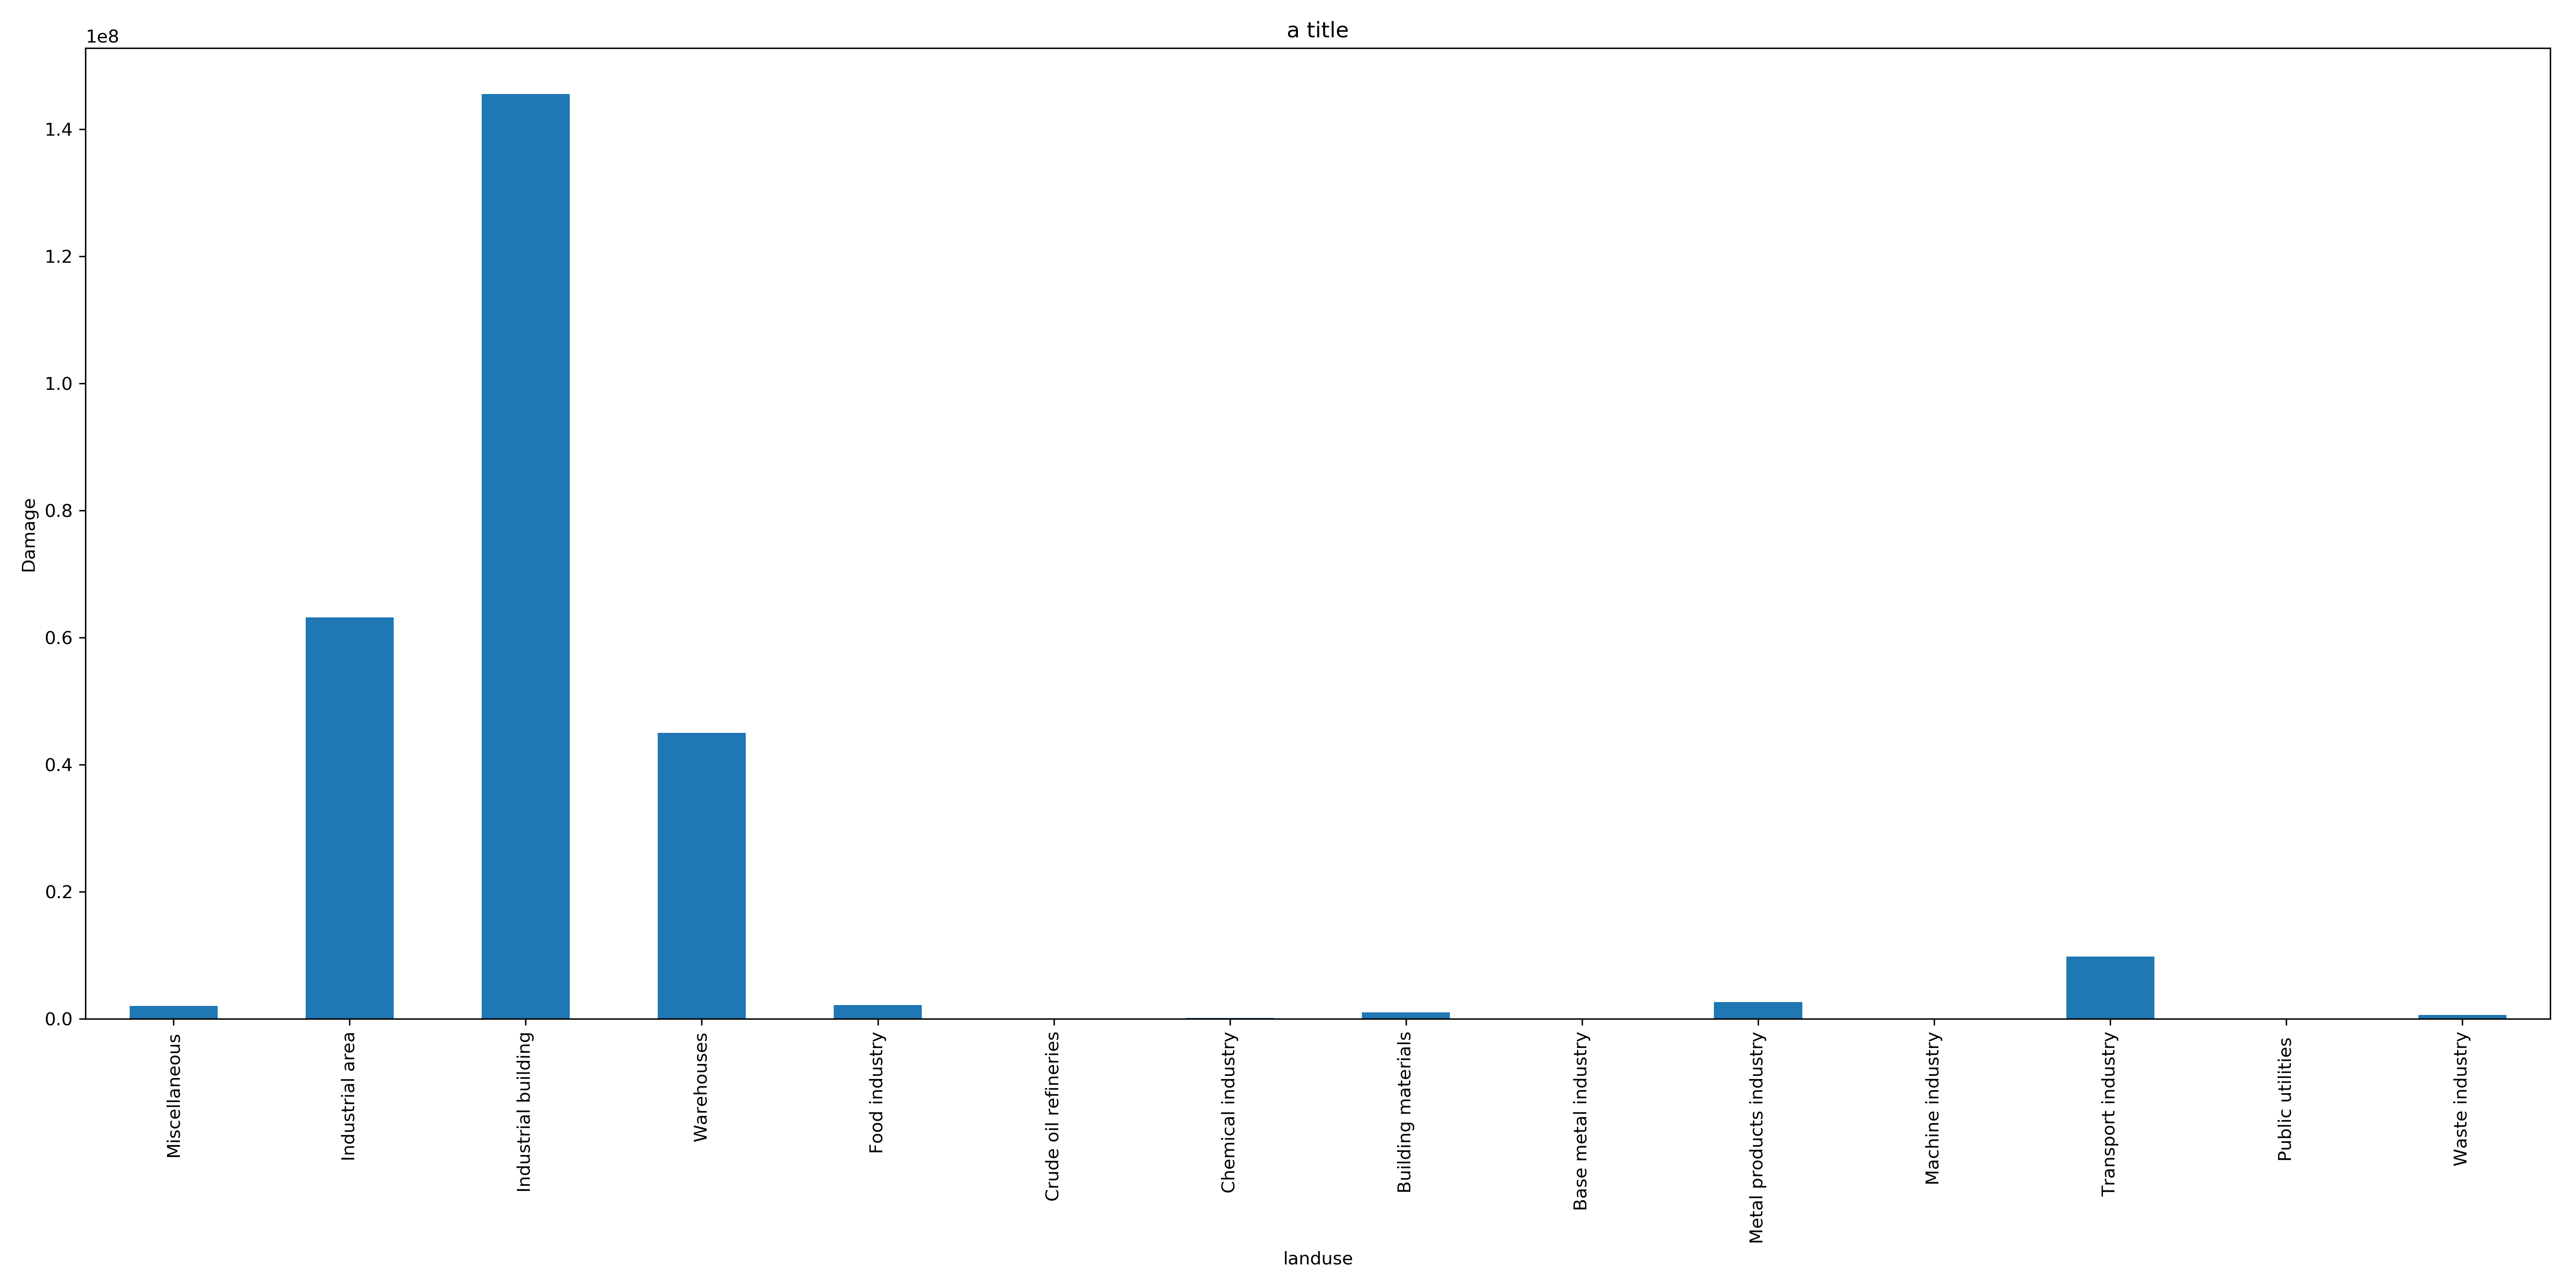 a title
1e8
1.4
1.2
1.0
0.8
0.6
0.4
0.2
0.0
Damage
Miscellaneous
Industrial area
Industrial building
Warehouses
Food industry
Crude oil refineries
Chemical industry
Building materials
Base metal industry
Metal products industry
Machine industry
Transport industry
Public utilities
Waste industry
landuse